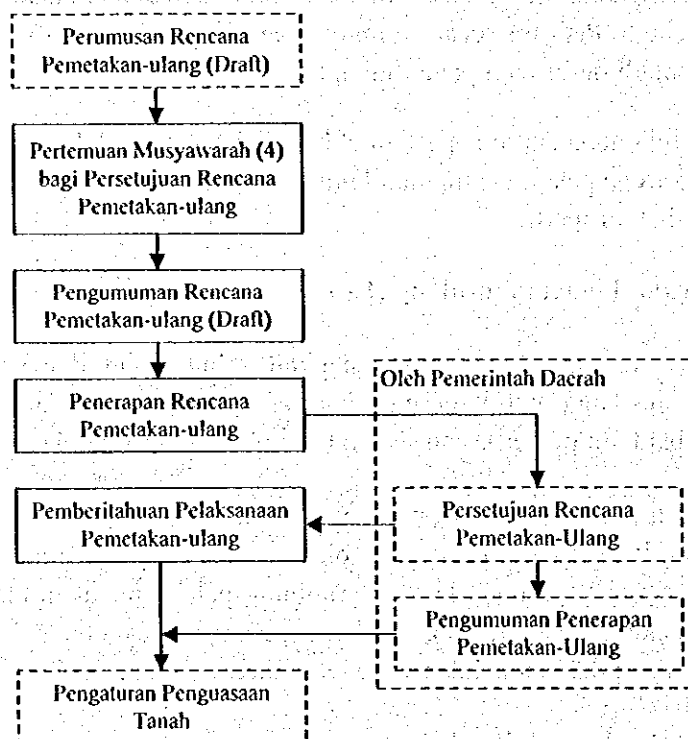 Perumusan Rencana
Pemetakan-ulang (Draft)
Pertemuan Musyawarah (4)
bagi Persetujuan Rencana
Pemetakan-ulang
Pengumuman Rencana
Pemetakan-ulang (Draft)
Penerapan Rencana
Pemetakan-ulang
Oleh Pemerintah Daerah
Pemberitahuan Pelaksanaan
Pemetakan-ulang
Persetujuan Rencana
Pemetakan-Ulang
Pengumuman Penerapan
Pemetakan-Ulang
Pengaturan Penguasaan
Tanah